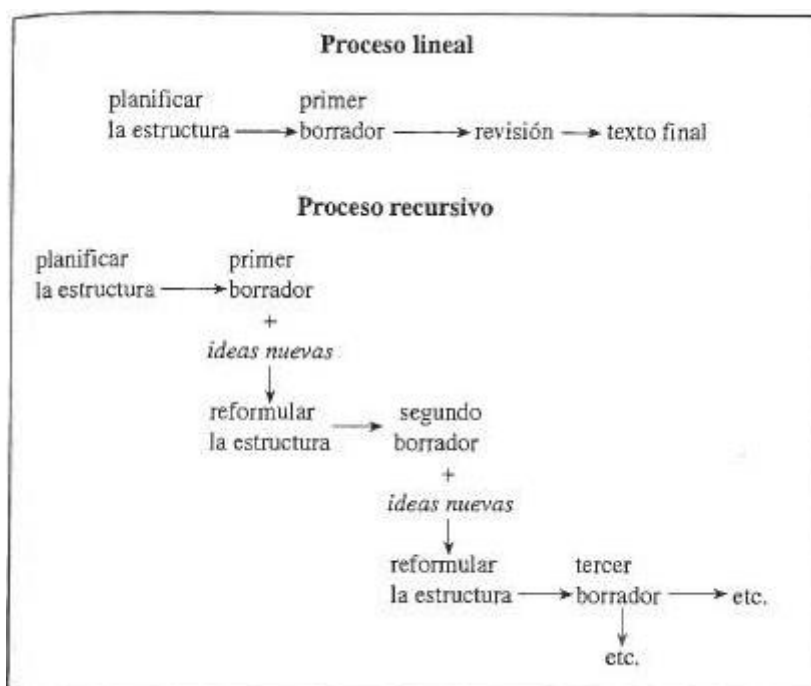 Proceso lineal
planificar primer
la estructura borrador revisión texto final
Proceso recursivo
planificar primer
la estructura borrador
+
ideas nuevas
reformular segundo
la estructura borrador
+
ideas nuevas
reformular tercer
la estructura borrador etc.
etc.